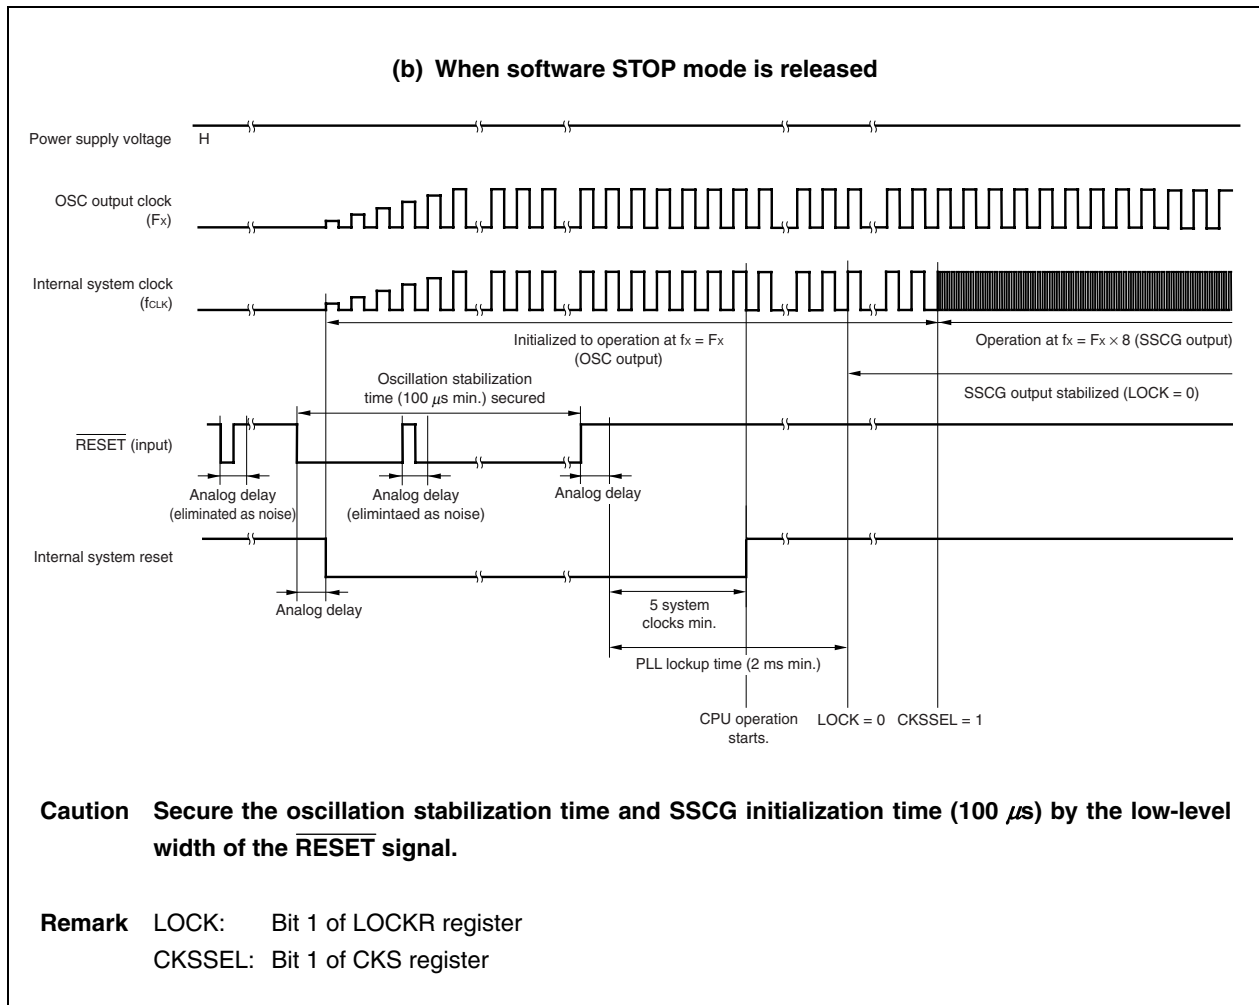 (b) When software STOP mode is released
Power supply voltage H
OSC output clock
(Fx)
Internal system clock
(fCLK)
Initialized to operation at fx = Fx
(OSC output)
Operation at fx = Fx × 8 (SSCG output)
Oscillation stabilization
time (100 μs min.) secured
SSCG output stabilized (LOCK = 0)
RESET (input)
Analog delay
(eliminated as noise)
Analog delay
(elimintaed as noise)
Analog delay
Internal system reset
Analog delay
5 system
clocks min.
PLL lockup time (2 ms min.)
CPU operation
starts.
LOCK = 0
CKSSEL = 1
Caution Secure the oscillation stabilization time and SSCG initialization time (100 μs) by the low-level
width of the RESET signal.
Remark LOCK: Bit 1 of LOCKR register
CKSSEL: Bit 1 of CKS register